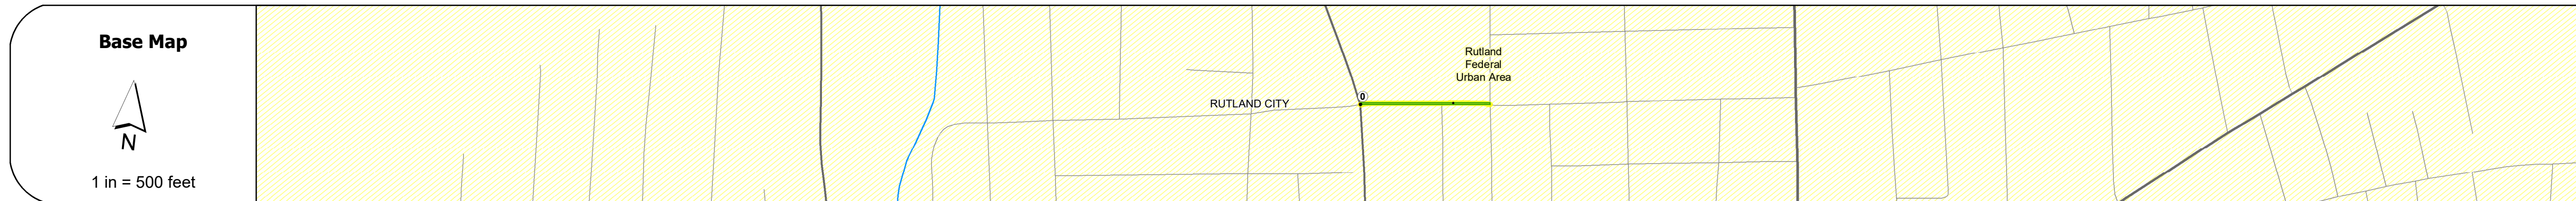 Base Map
N
1 in = 500 feet
RUTLAND CITY
0
Rutland
Federal
Urban Area